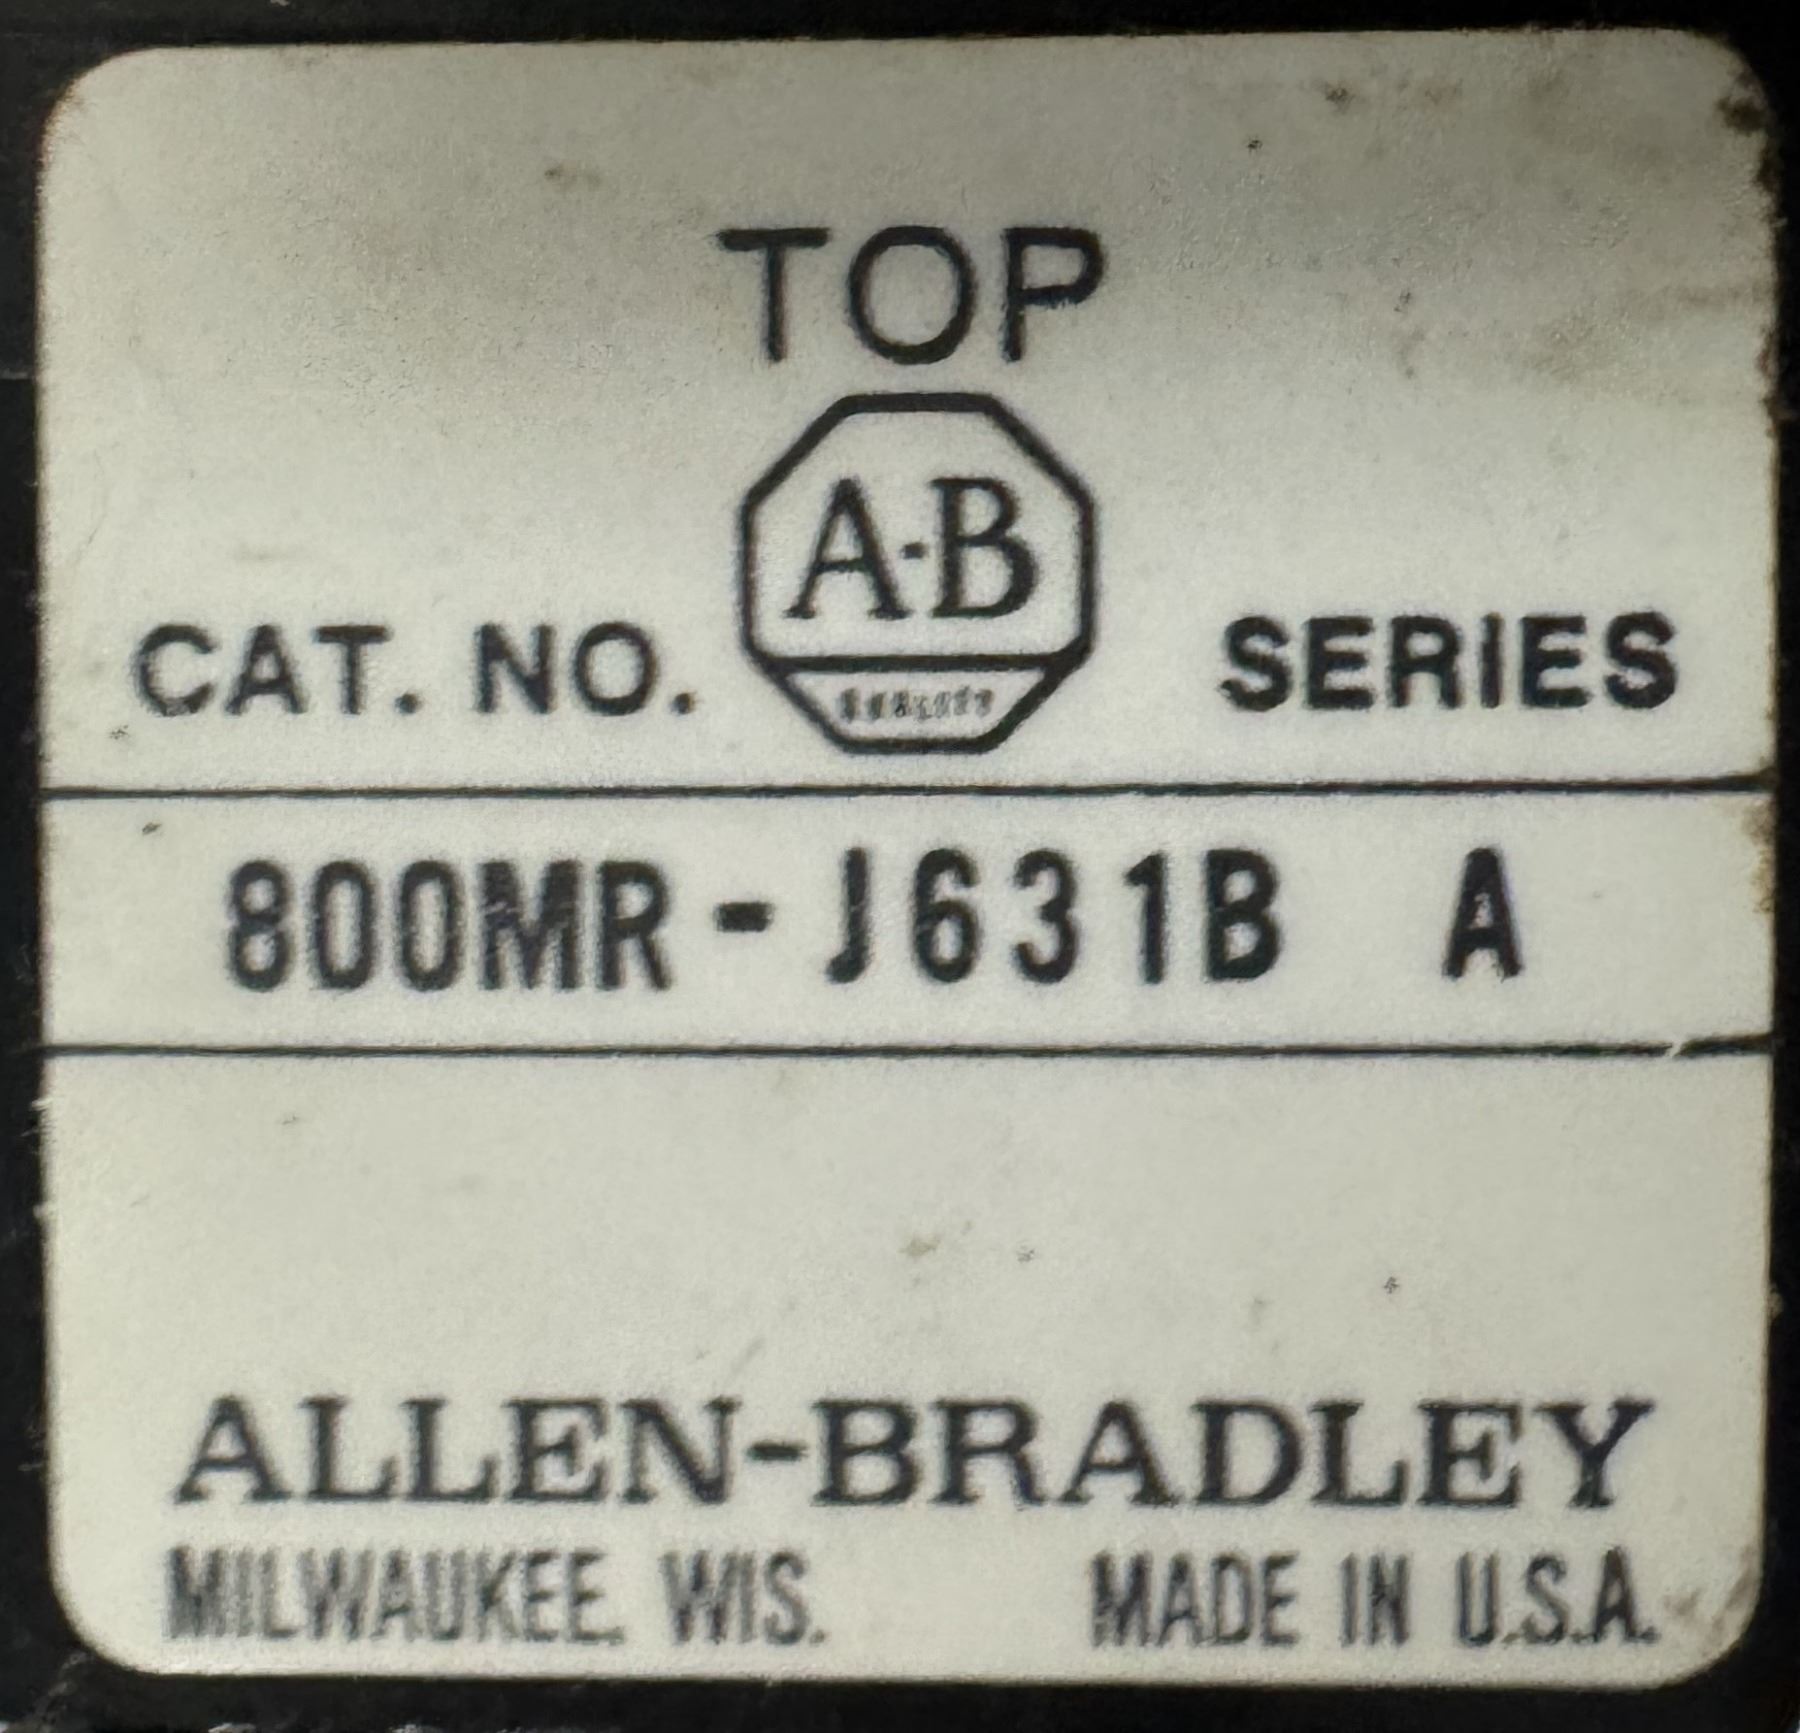 TOP
A-B
CAT. NO. SERIES
800MR-J631B A
ALLEN-BRADLEY
MILWAUKEE, WIS. MADE IN U.S.A.